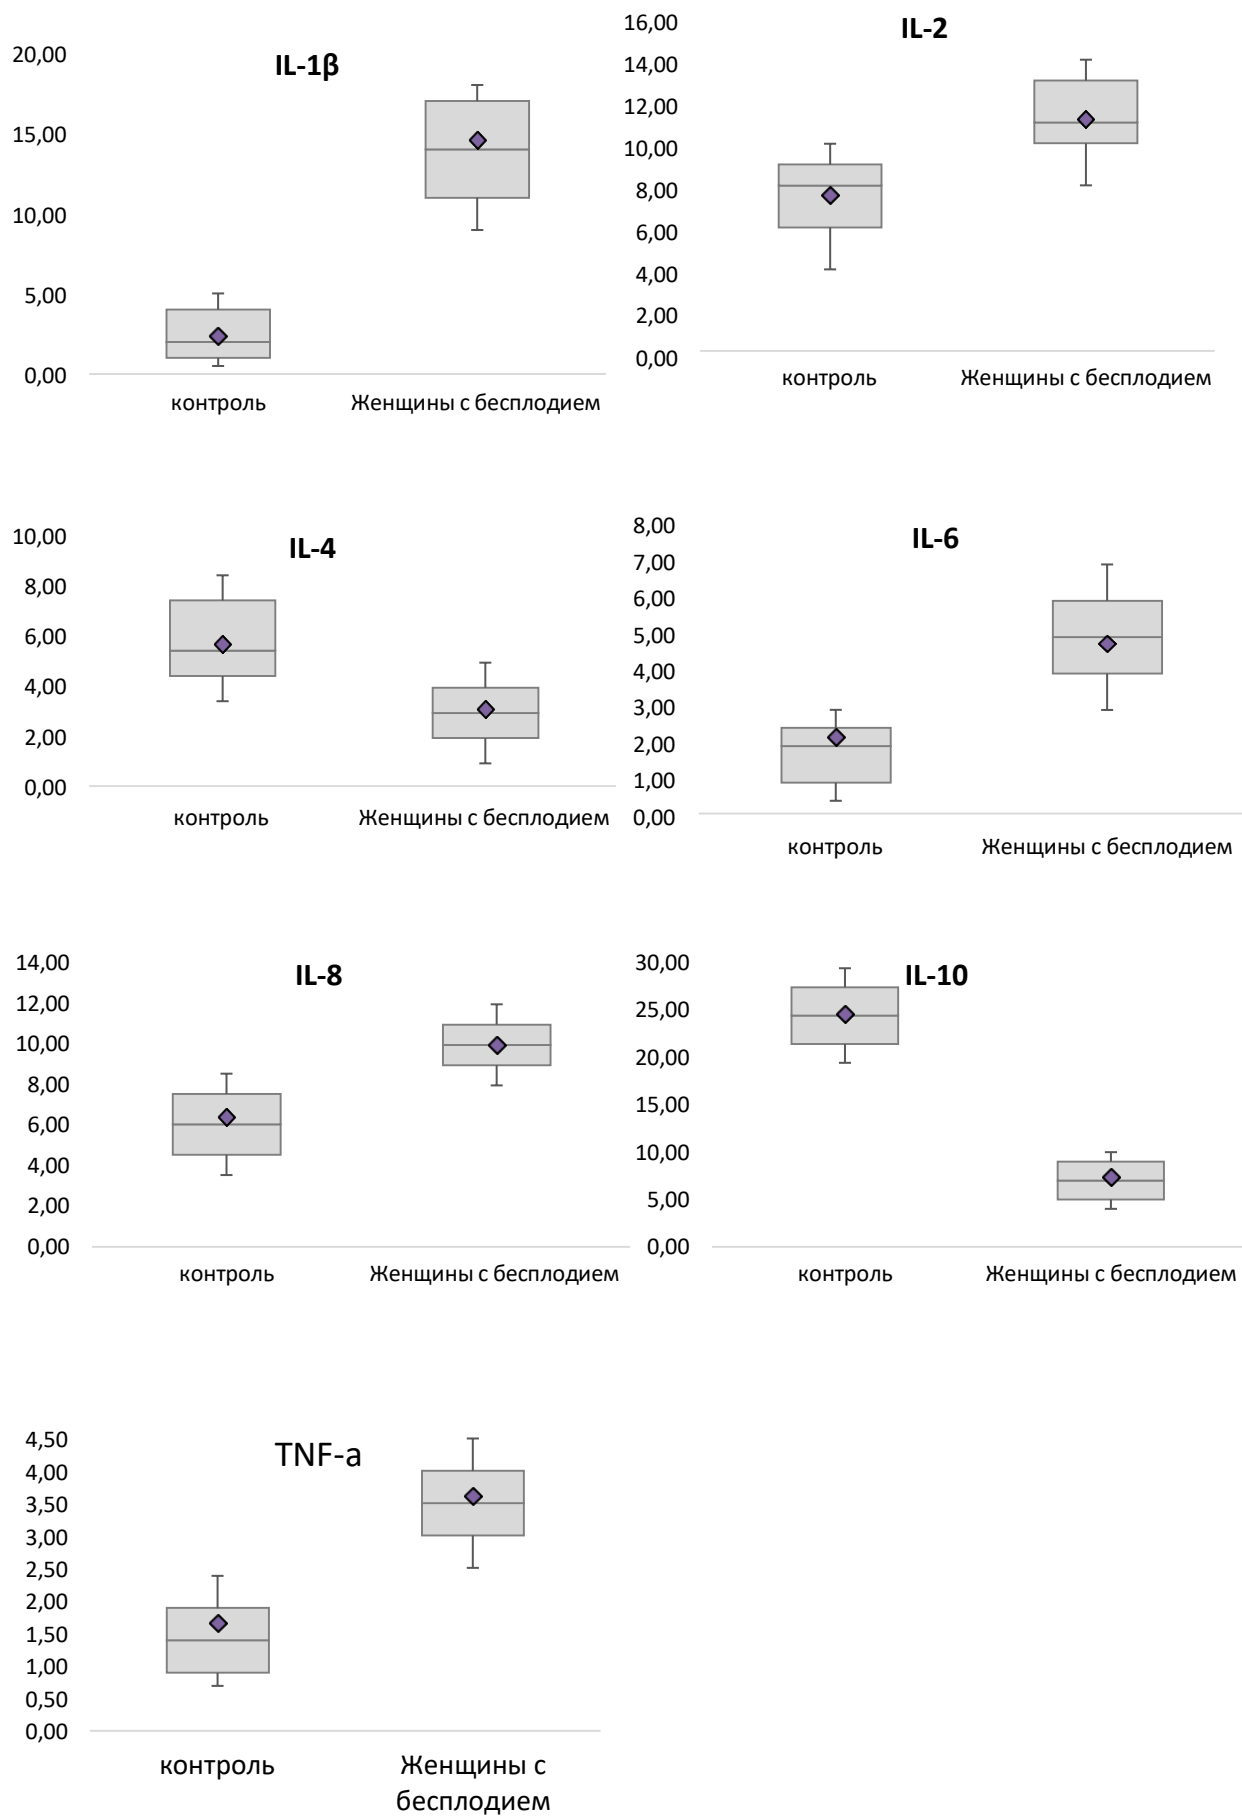 IL-1β
20,00
15,00
10,00
5,00
0,00
контроль
Женщины с бесплодием
IL-2
16,00
14,00
12,00
10,00
8,00
6,00
4,00
2,00
0,00
контроль
Женщины с бесплодием
IL-4
10,00
8,00
6,00
4,00
2,00
0,00
контроль
Женщины с бесплодием
IL-6
8,00
7,00
6,00
5,00
4,00
3,00
2,00
1,00
0,00
контроль
Женщины с бесплодием
IL-8
14,00
12,00
10,00
8,00
6,00
4,00
2,00
0,00
контроль
Женщины с бесплодием
IL-10
30,00
25,00
20,00
15,00
10,00
5,00
0,00
контроль
Женщины с бесплодием
TNF-a
4,50
4,00
3,50
3,00
2,50
2,00
1,50
1,00
0,50
0,00
контроль
Женщины с
бесплодием